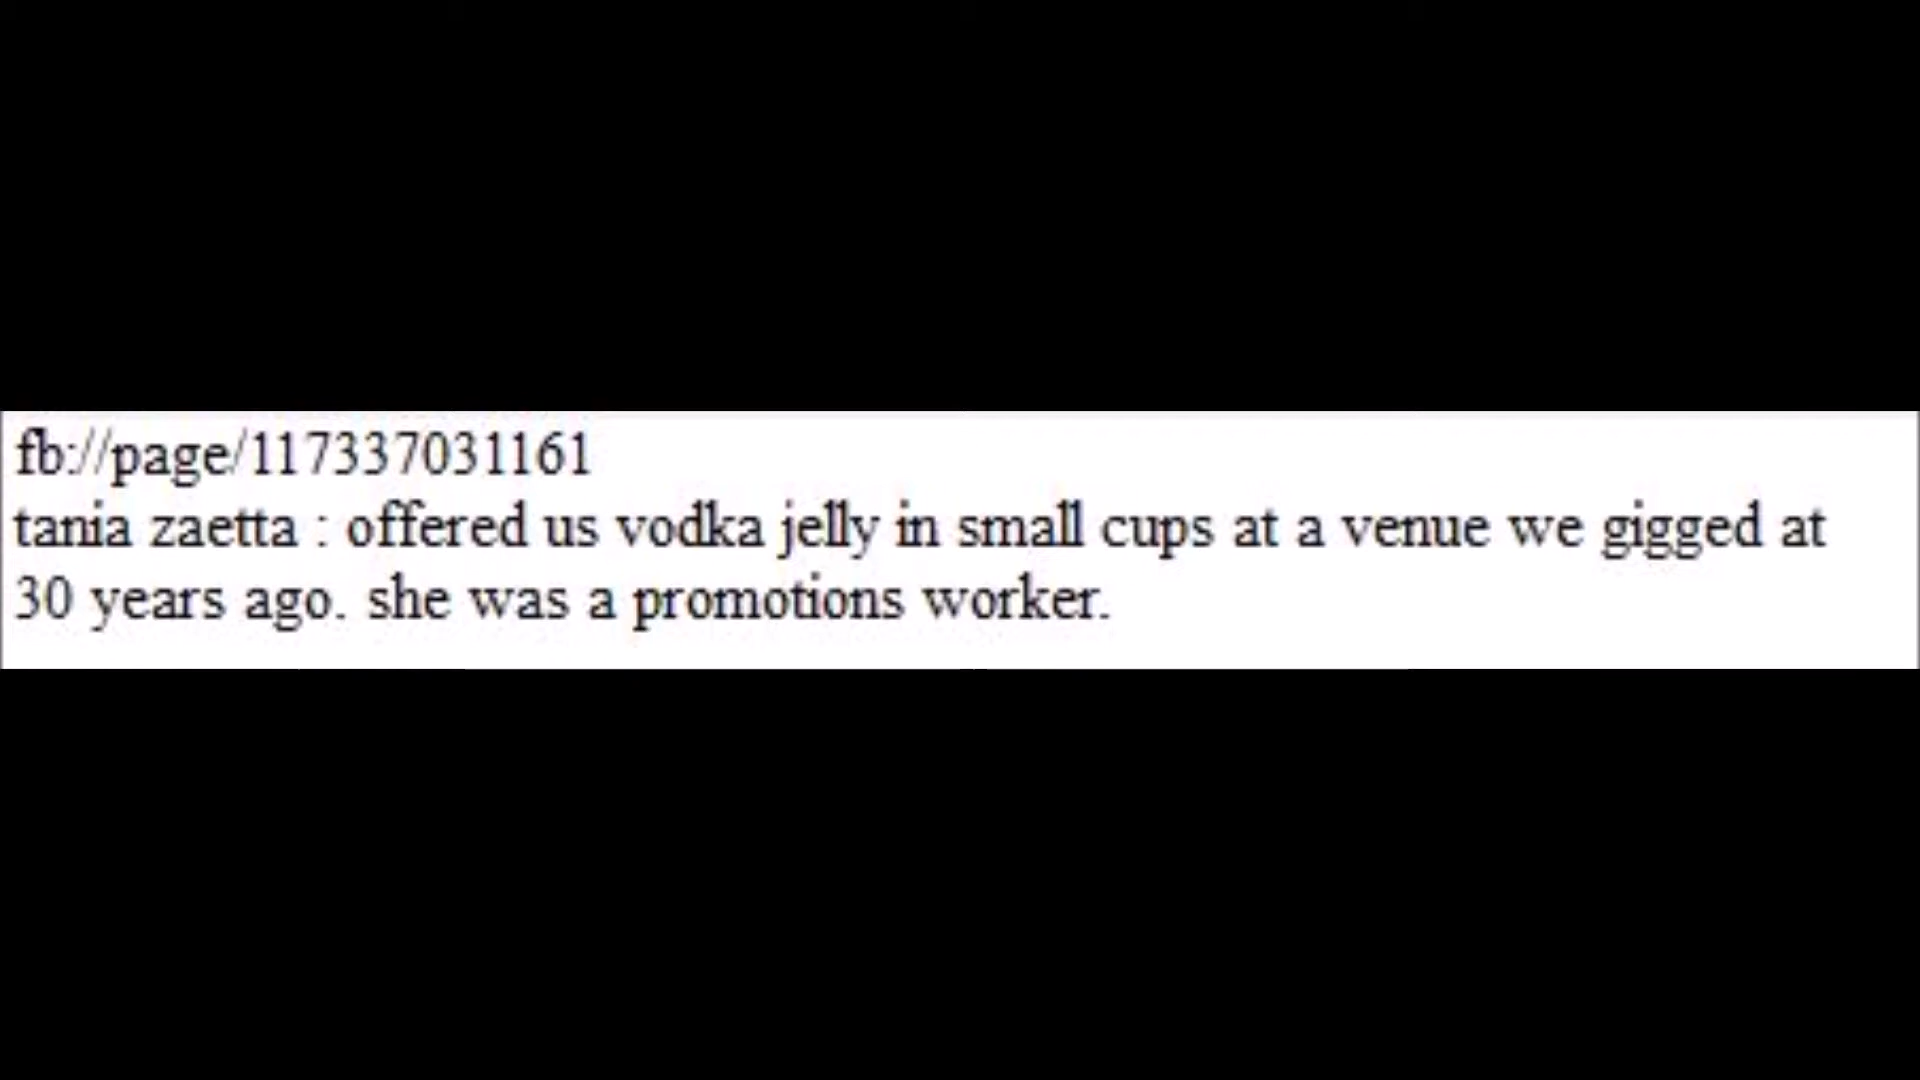 fb://page/117337031161
tania zaetta : offered us vodka jelly in small cups at a venue we gigged at
30 years ago. she was a promotions worker.